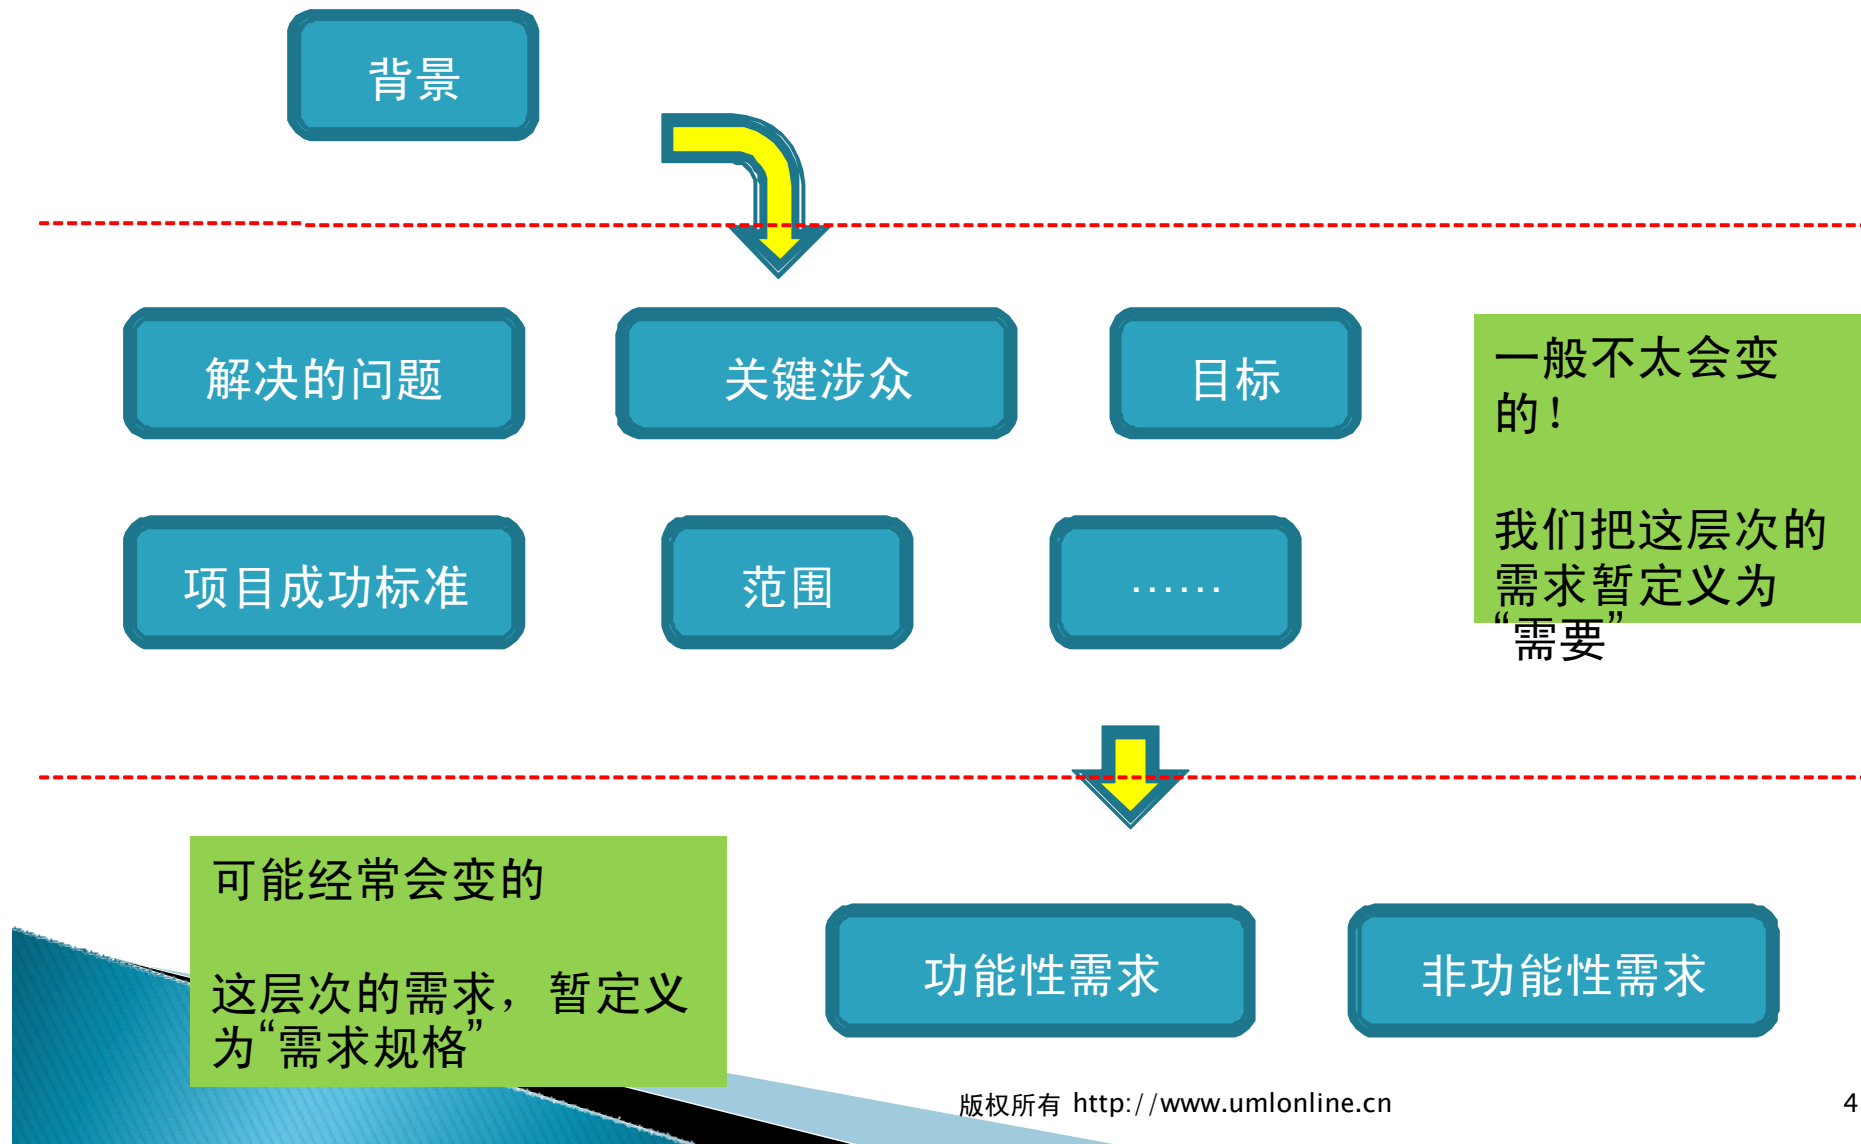 背景
解决的问题
关键涉众
目标
一般不太会变
的！
我们把这层次的
需求暂定义为
“需要”
项目成功标准
范围
······
可能经常会变的
这层次的需求，暂定义
为“需求规格”
功能性需求
非功能性需求
版权所有 http://www.umlonline.cn
4